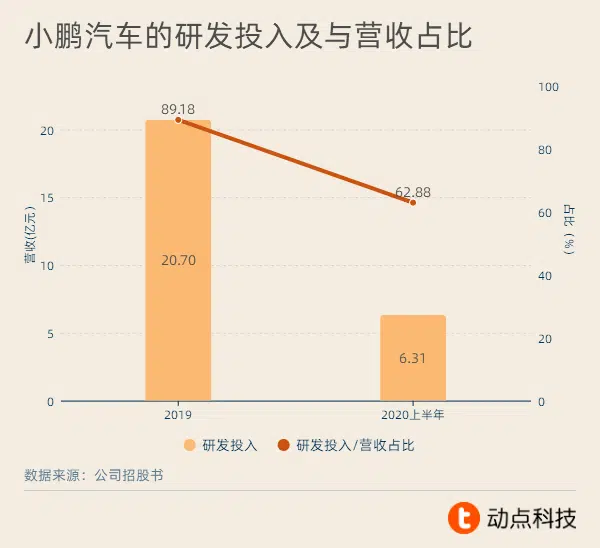 小鹏汽车的研发投入及与营收占比
100
89.18
20
80
62.88
15
60
营收(亿元)
占比（%）
20.70
10
40
5
6.31
20
0
0
2019
2020上半年
研发投入
研发投入/营收占比
数据来源：公司招股书
动点科技